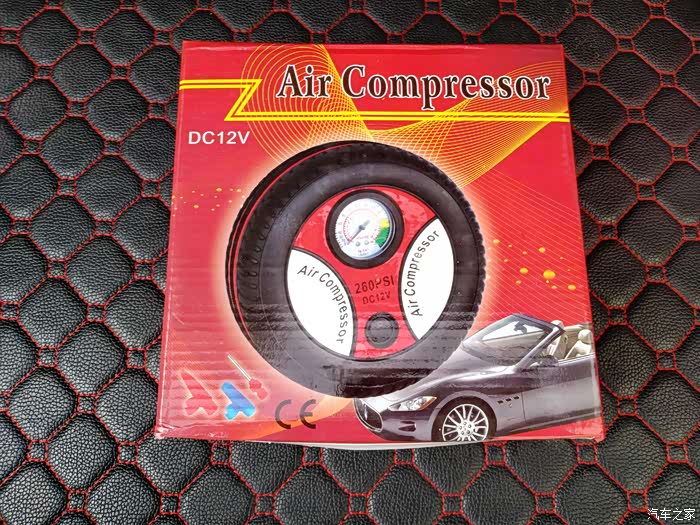 Air Compressor
DC12V
Air Compressor
260PSI
DC12V
Air Compressor
CE
汽车之家